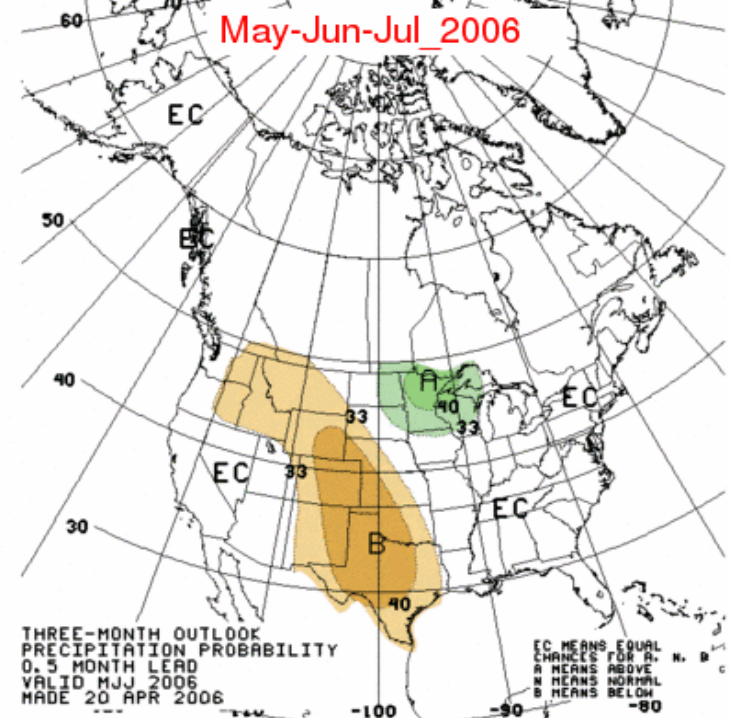 70
60
May-Jun-Jul_2006
EC
50
EC
40
A
40
EC
33
33
33
EC
EC
30
B
40
THREE-MONTH OUTLOOK
PRECIPITATION PROBABILITY
0.5 MONTH LEAD
VALID MJJ 2006
MADE 20 APR 2006
EC MEANS EQUAL
CHANCES FOR A, N, B
A MEANS ABOVE
N MEANS NORMAL
B MEANS BELOW
-110
-100
-90
-80